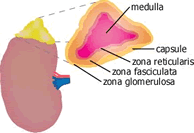 medulla
capsule
zona reticularis
zona fasciculata
zona glomerulosa